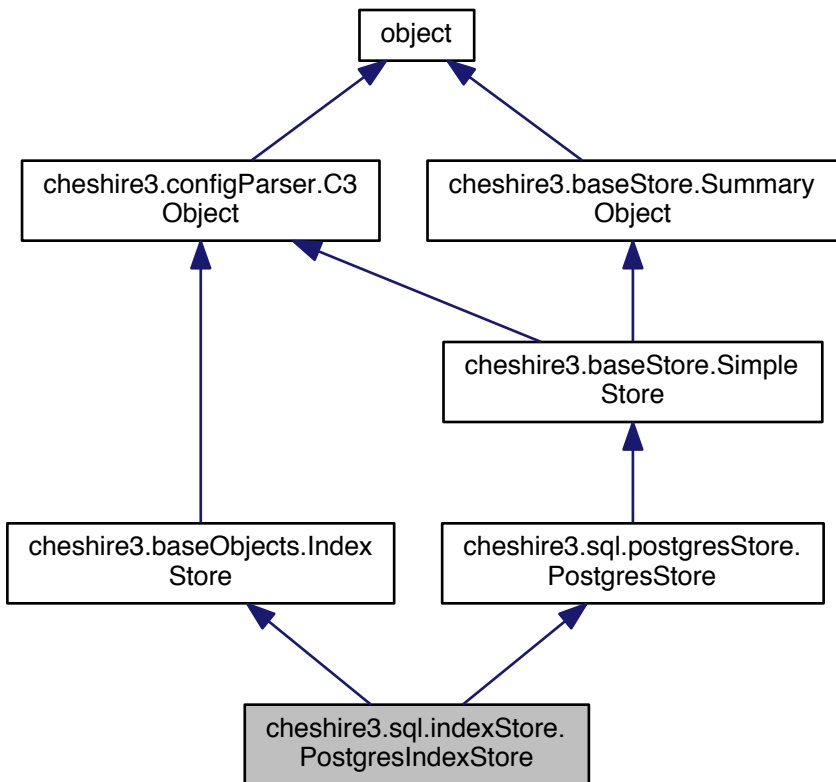 object
cheshire3.configParser.C3
Object
cheshire3.baseStore.Summary
Object
cheshire3.baseStore.Simple
Store
cheshire3.baseObjects.Index
Store
cheshire3.sql.postgresStore.
PostgresStore
cheshire3.sql.indexStore.
PostgresIndexStore